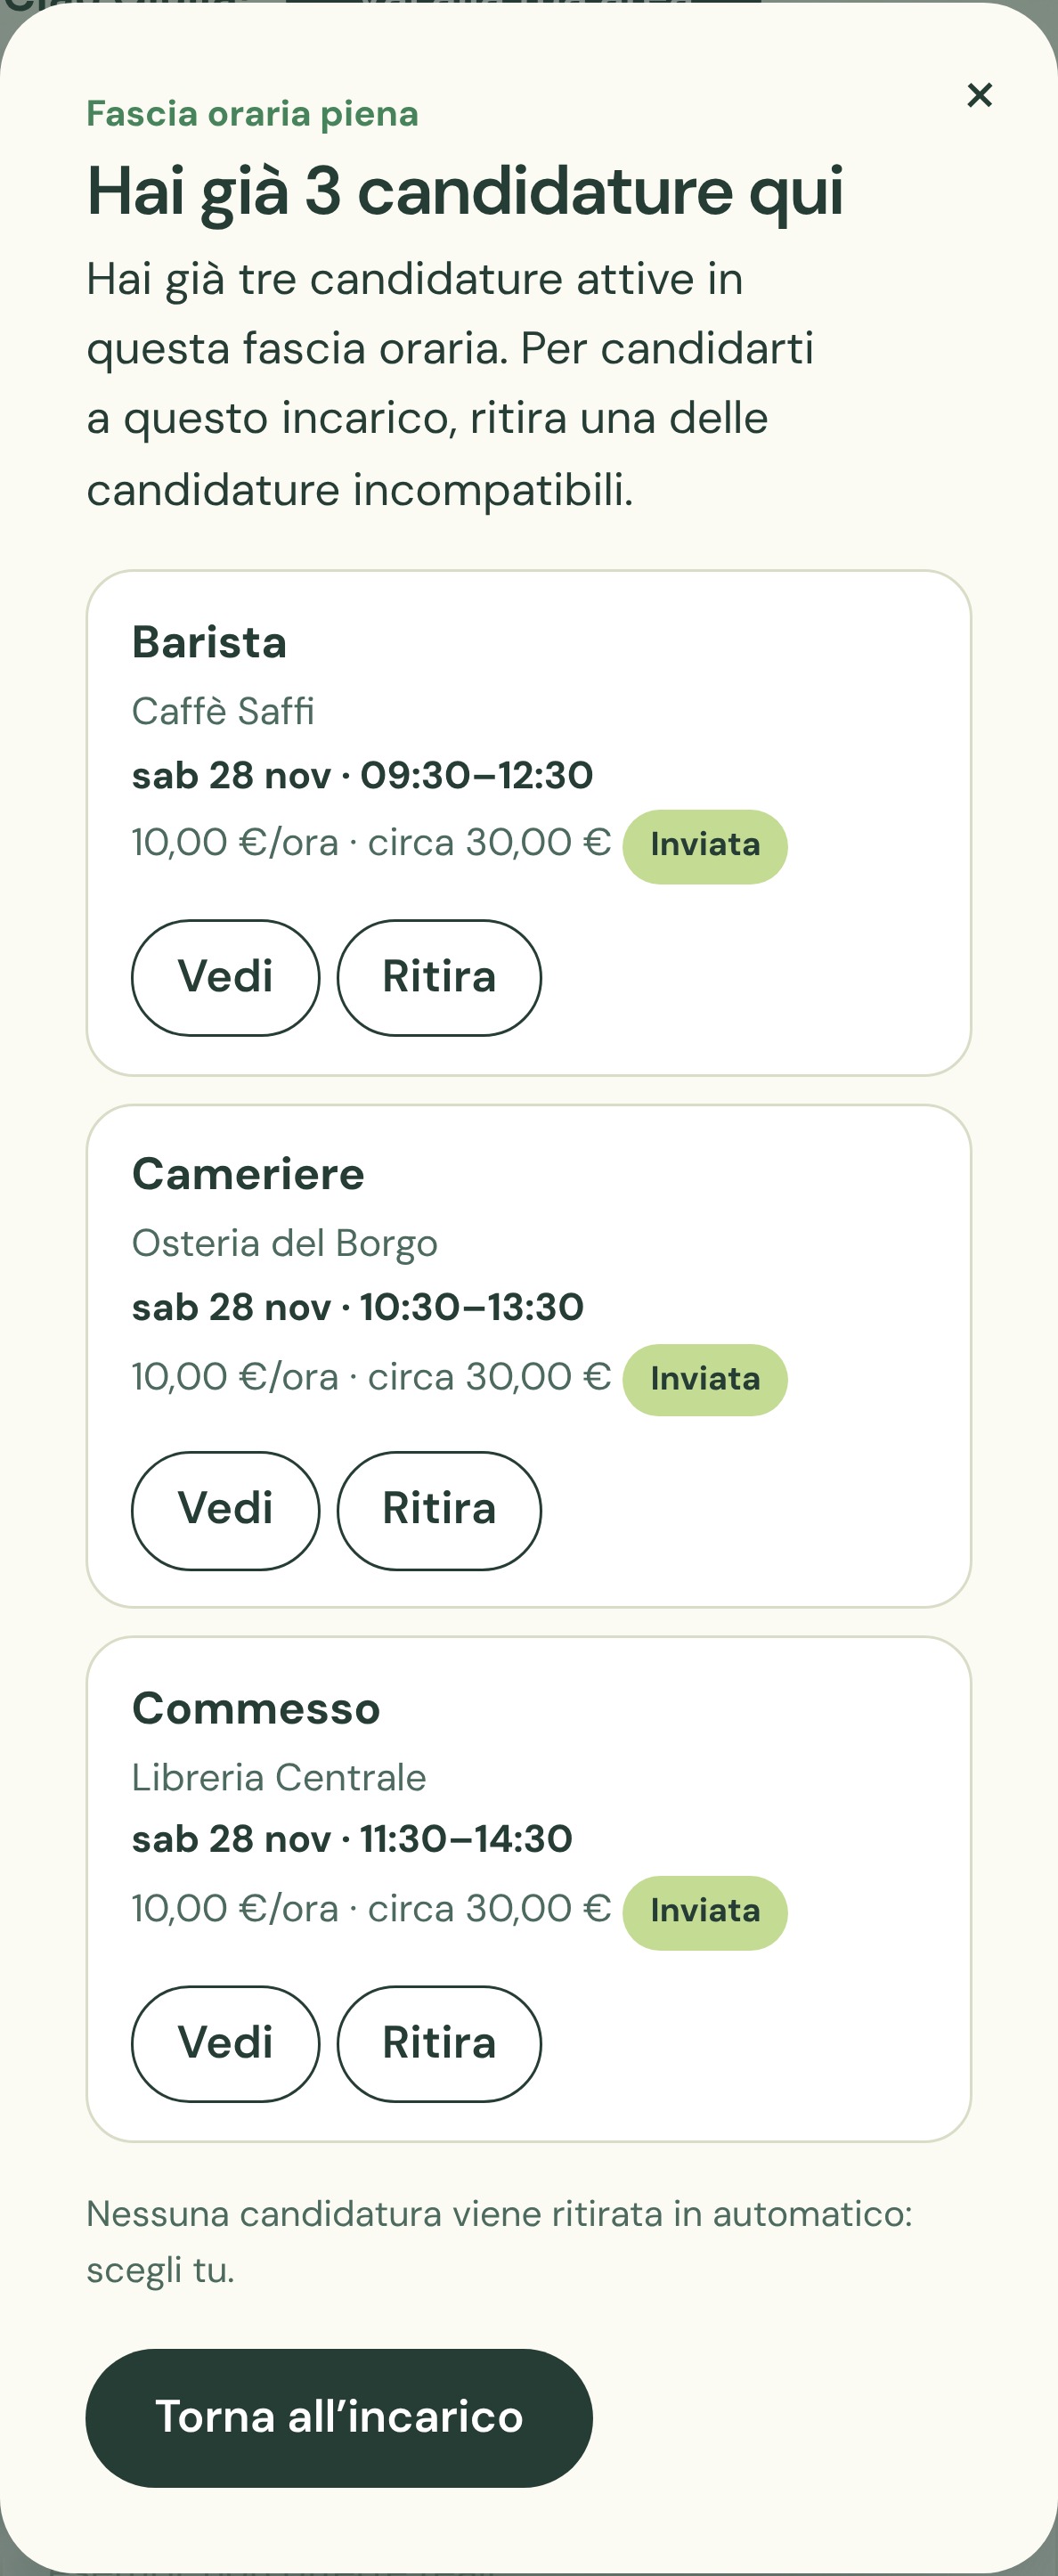 Fascia oraria piena
×
Hai già 3 candidature qui
Hai già tre candidature attive in
questa fascia oraria. Per candidarti
a questo incarico, ritira una delle
candidature incompatibili.
Barista
Caffè Saffi
sab 28 nov · 09:30–12:30
10,00 €/ora · circa 30,00 € Inviata
Vedi Ritira
Cameriere
Osteria del Borgo
sab 28 nov · 10:30–13:30
10,00 €/ora · circa 30,00 € Inviata
Vedi Ritira
Commesso
Libreria Centrale
sab 28 nov · 11:30–14:30
10,00 €/ora · circa 30,00 € Inviata
Vedi Ritira
Nessuna candidatura viene ritirata in automatico:
scegli tu.
Torna all’incarico